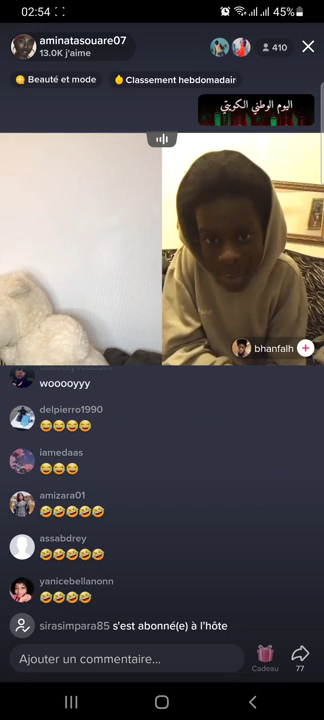 02:54
45%
aminatasouare07
13.0K j'aime
410
Beauté et mode
Classement hebdomadair
اليوم الوطني الكويتي
bhanfalh
wooooyyy
delpierro1990
😂😂😂😂
iamedaas
😂😂😂
amizara01
🤣🤣🤣🤣🤣
assabdrey
🤣🤣🤣🤣🤣
yanicebellanonn
🤣🤣🤣🤣
sirasimpara85 s'est abonné(e) à l'hôte
Ajouter un commentaire...
Cadeau
77